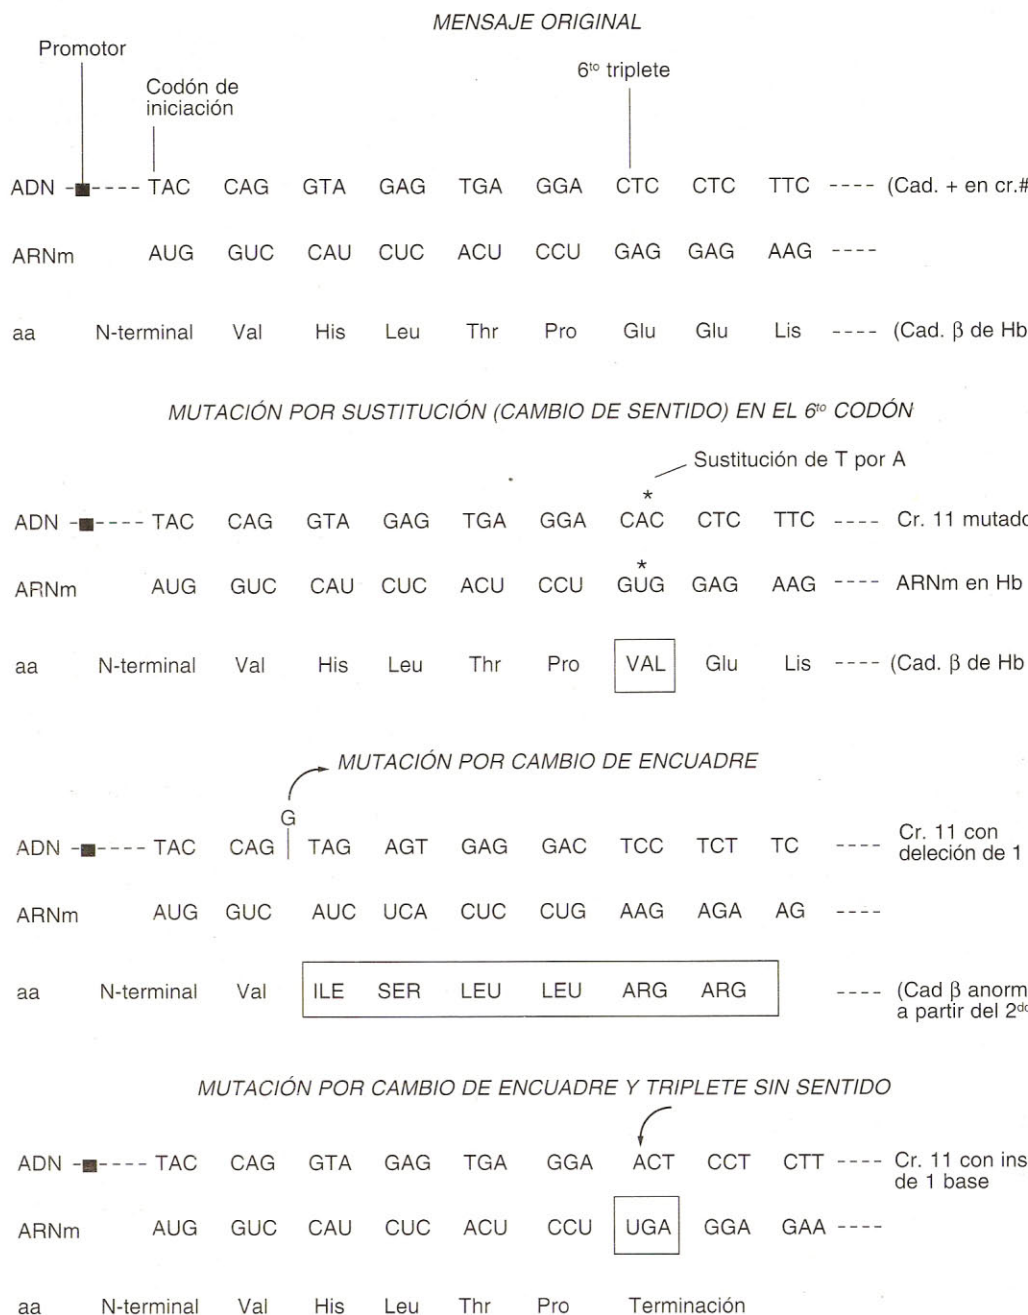 MENSAJE ORIGINAL
Promotor
6to triplete
Codón de
iniciación
ADN - - - - - TAC CAG GTA GAG TGA GGA CTC CTC TTC - - - - (Cad. + en cr.#
ARNm AUG GUC CAU CUC ACU CCU GAG GAG AAG - - - -
aa N-terminal Val His Leu Thr Pro Glu Glu Lis - - - - (Cad. β de Hb
MUTACIÓN POR SUSTITUCIÓN (CAMBIO DE SENTIDO) EN EL 6to CODÓN
Sustitución de T por A
*
ADN - - - - - TAC CAG GTA GAG TGA GGA CAC CTC TTC - - - - Cr. 11 mutado
*
ARNm AUG GUC CAU CUC ACU CCU GUG GAG AAG - - - - ARNm en Hb
aa N-terminal Val His Leu Thr Pro VAL Glu Lis - - - - (Cad. β de Hb
MUTACIÓN POR CAMBIO DE ENCUADRE
G
ADN - - - - - TAC CAG TAG AGT GAG GAC TCC TCT TC - - - - Cr. 11 con
deleción de 1
ARNm AUG GUC AUC UCA CUC CUG AAG AGA AG - - - -
aa N-terminal Val ILE SER LEU LEU ARG ARG - - - - (Cad β anorm
a partir del 2do
MUTACIÓN POR CAMBIO DE ENCUADRE Y TRIPLETE SIN SENTIDO
ADN - - - - - TAC CAG GTA GAG TGA GGA ACT CCT CTT - - - - Cr. 11 con ins
de 1 base
ARNm AUG GUC CAU CUC ACU CCU UGA GGA GAA - - - -
aa N-terminal Val His Leu Thr Pro Terminación